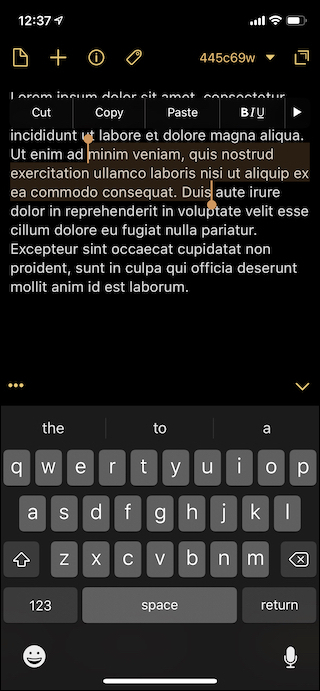 12:37
445c69w
Lorem ipsum dolor sit amet, consectetur
Cut Copy Paste BIU
incididunt ut labore et dolore magna aliqua.
Ut enim ad minim veniam, quis nostrud
exercitation ullamco laboris nisi ut aliquip ex
ea commodo consequat. Duis aute irure
dolor in reprehenderit in voluptate velit esse
cillum dolore eu fugiat nulla pariatur.
Excepteur sint occaecat cupidatat non
proident, sunt in culpa qui officia deserunt
mollit anim id est laborum.
the to a
q w e r t y u i o p
a s d f g h j k l
z x c v b n m
123 space return